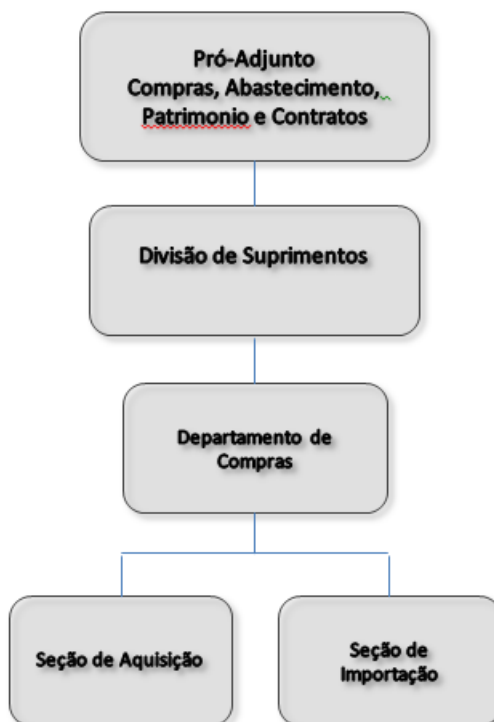 Pró-Adjunto
Compras, Abastecimento,
Patrimonio e Contratos
Divisão de Suprimentos
Departamento de
Compras
Seção de Aquisição
Seção de
Importação